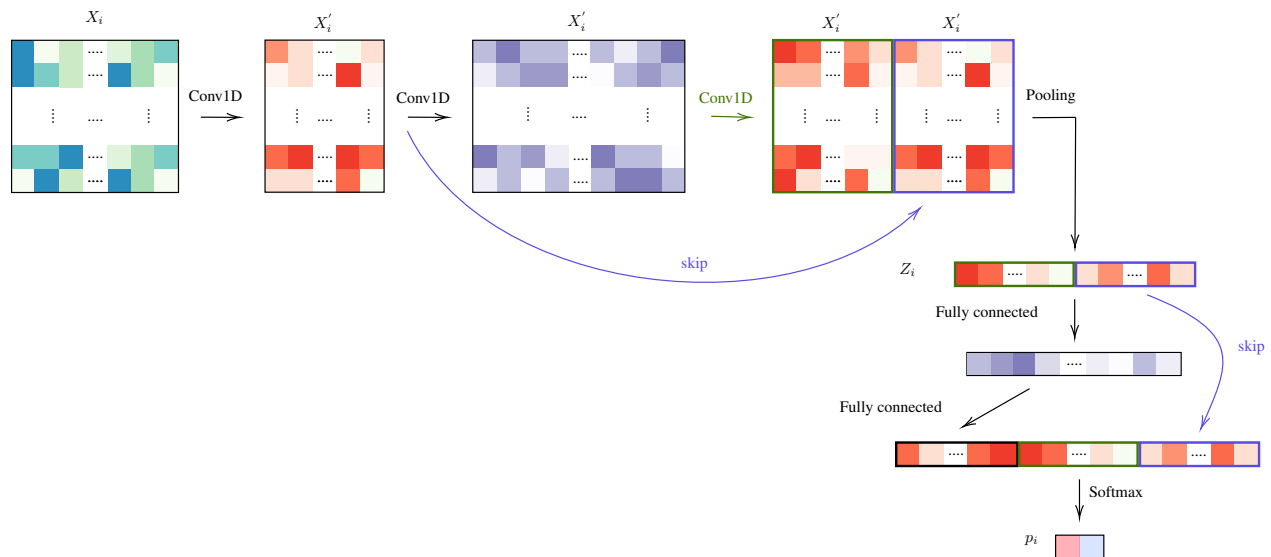 X_i
X_i'
X_i'
X_i'
X_i'
Conv1D
Conv1D
Conv1D
Pooling
skip
Z_i
Fully connected
skip
Fully connected
Softmax
p_i